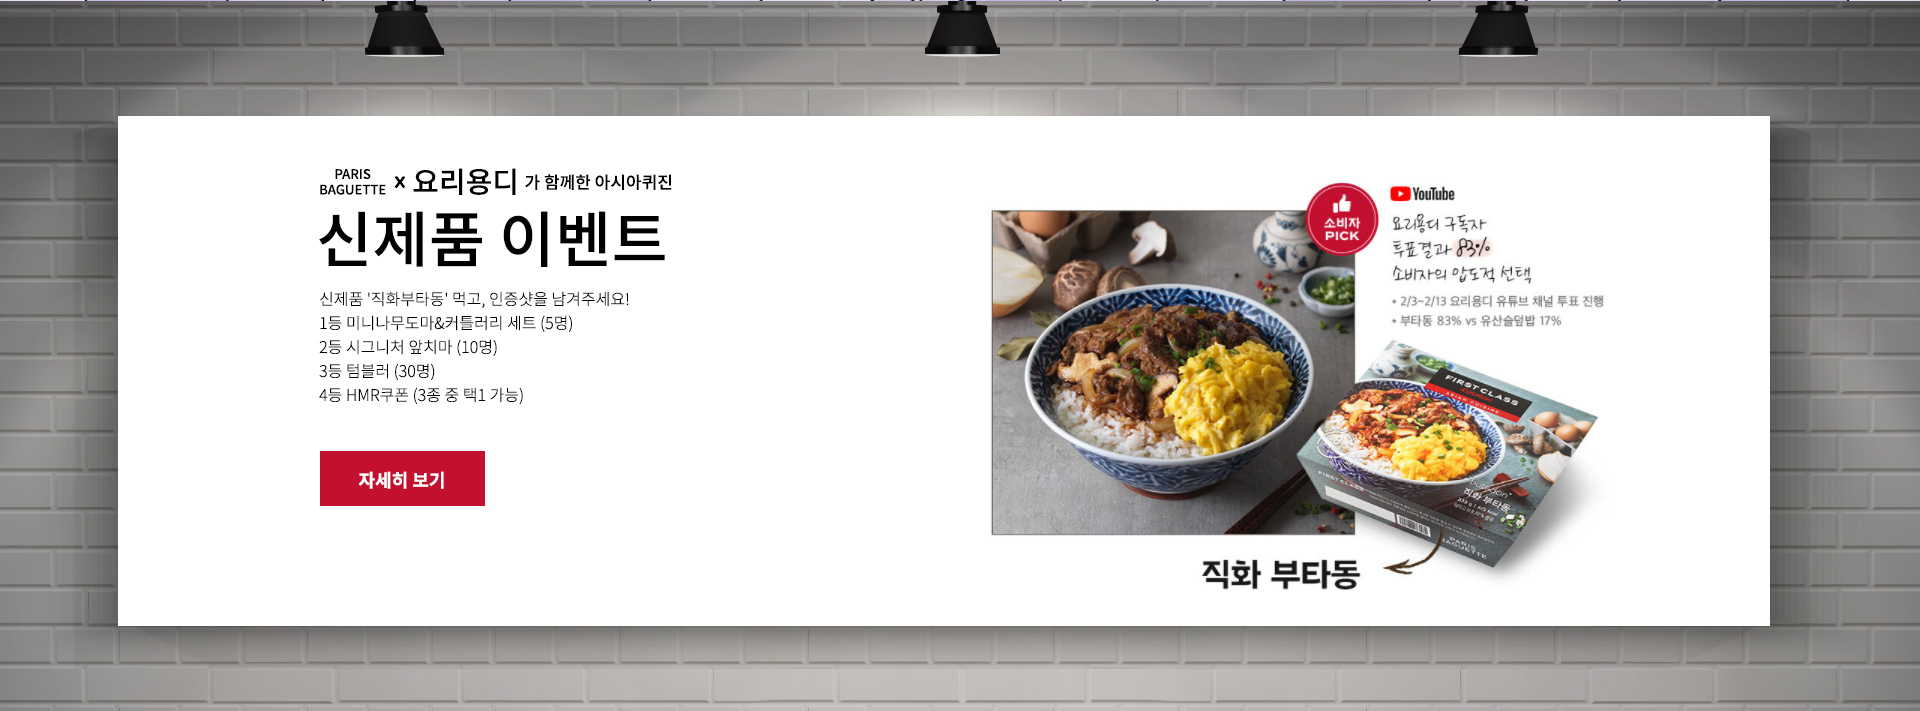 PARIS
BAGUETTE x 요리용디 가 함께한 아시아퀴진
신제품 이벤트
신제품 '직화부타동' 먹고, 인증샷을 남겨주세요!
1등 미니나무도마&커틀러리 세트 (5명)
2등 시그니처 앞치마 (10명)
3등 텀블러 (30명)
4등 HMR쿠폰 (3종 중 택1 가능)
자세히 보기
소비자
PICK
YouTube
요리용디 구독자
투표결과 83%
소비자의 압도적 선택
• 2/3~2/13 요리용디 유튜브 채널 투표 진행
• 부타동 83% vs 유산슬덮밥 17%
FIRST CLASS
ASIAN CUISINE
FIRST CLASS
butadon
직화 부타동
PARIS
BAGUETTE
직화 부타동